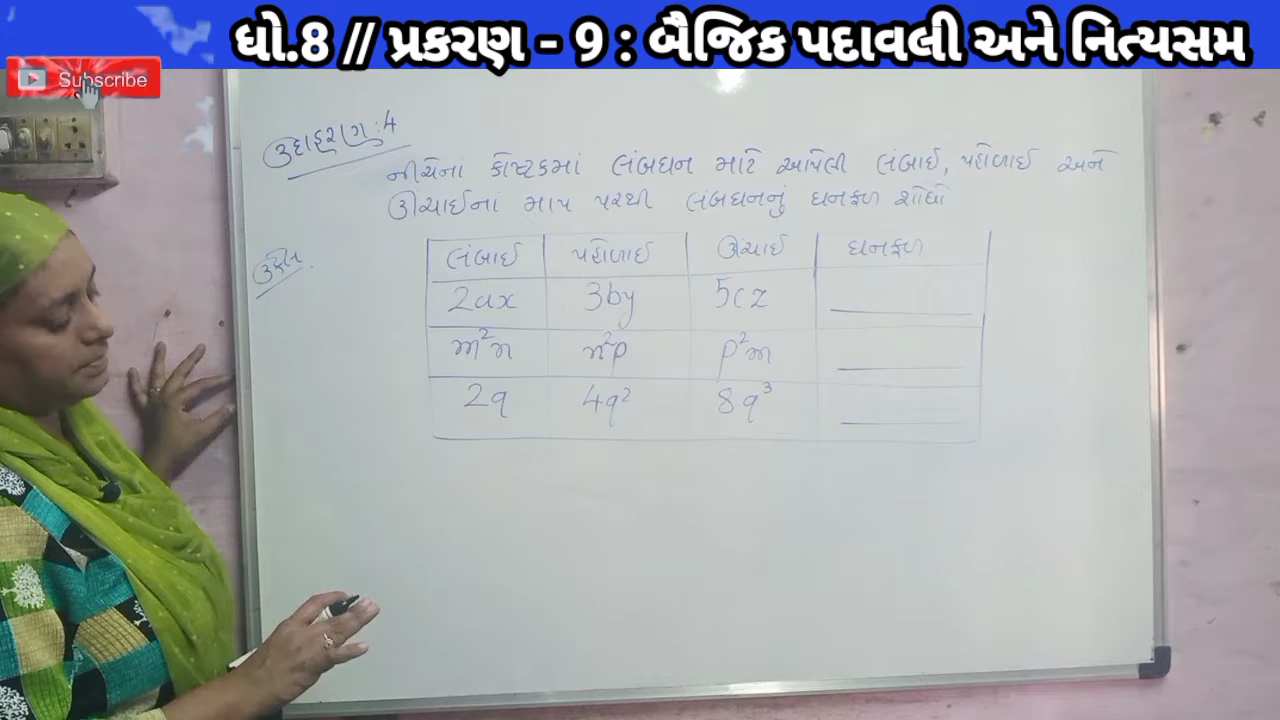 ધો.8 // પ્રકરણ - 9 : બૈજિક પદાવલી અને નિત્યસમ
Subscribe
ઉદાહરણ : 4
નીચેના કોષ્ટકમાં લંબઘન માટે આપેલી લંબાઈ, પહોળાઈ અને
ઊંચાઈનાં માપ પરથી લંબઘનનું ઘનફળ શોધો
ઉકેલ.
લંબાઈ પહોળાઈ ઊંચાઈ ઘનફળ
2ax 3by 5cz
m²n n²p p²m
2q 4q² 8q³